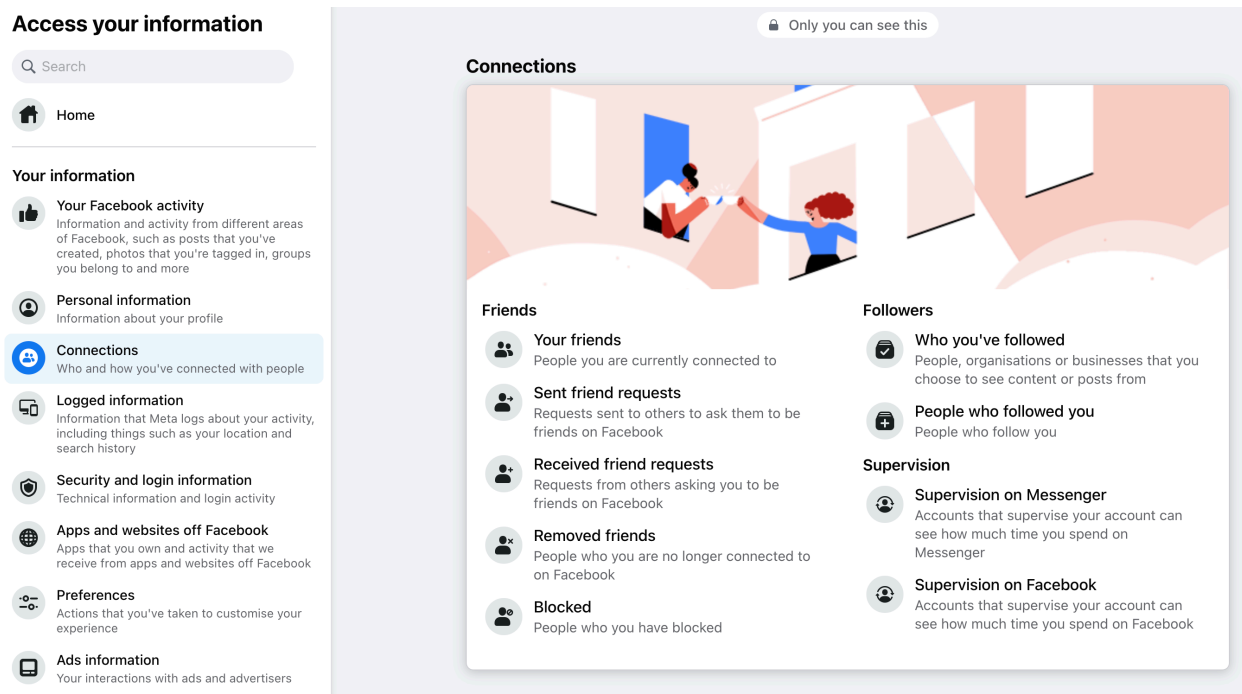 Access your information
Search
Home
Your information
Your Facebook activity
Information and activity from different areas
of Facebook, such as posts that you've
created, photos that you're tagged in, groups
you belong to and more
Personal information
Information about your profile
Connections
Who and how you've connected with people
Logged information
Information that Meta logs about your activity,
including things such as your location and
search history
Security and login information
Technical information and login activity
Apps and websites off Facebook
Apps that you own and activity that we
receive from apps and websites off Facebook
Preferences
Actions that you've taken to customise your
experience
Ads information
Your interactions with ads and advertisers
Only you can see this
Connections
Friends
Your friends
People you are currently connected to
Sent friend requests
Requests sent to others to ask them to be
friends on Facebook
Received friend requests
Requests from others asking you to be
friends on Facebook
Removed friends
People who you are no longer connected to
on Facebook
Blocked
People who you have blocked
Followers
Who you've followed
People, organisations or businesses that you
choose to see content or posts from
People who followed you
People who follow you
Supervision
Supervision on Messenger
Accounts that supervise your account can
see how much time you spend on
Messenger
Supervision on Facebook
Accounts that supervise your account can
see how much time you spend on Facebook